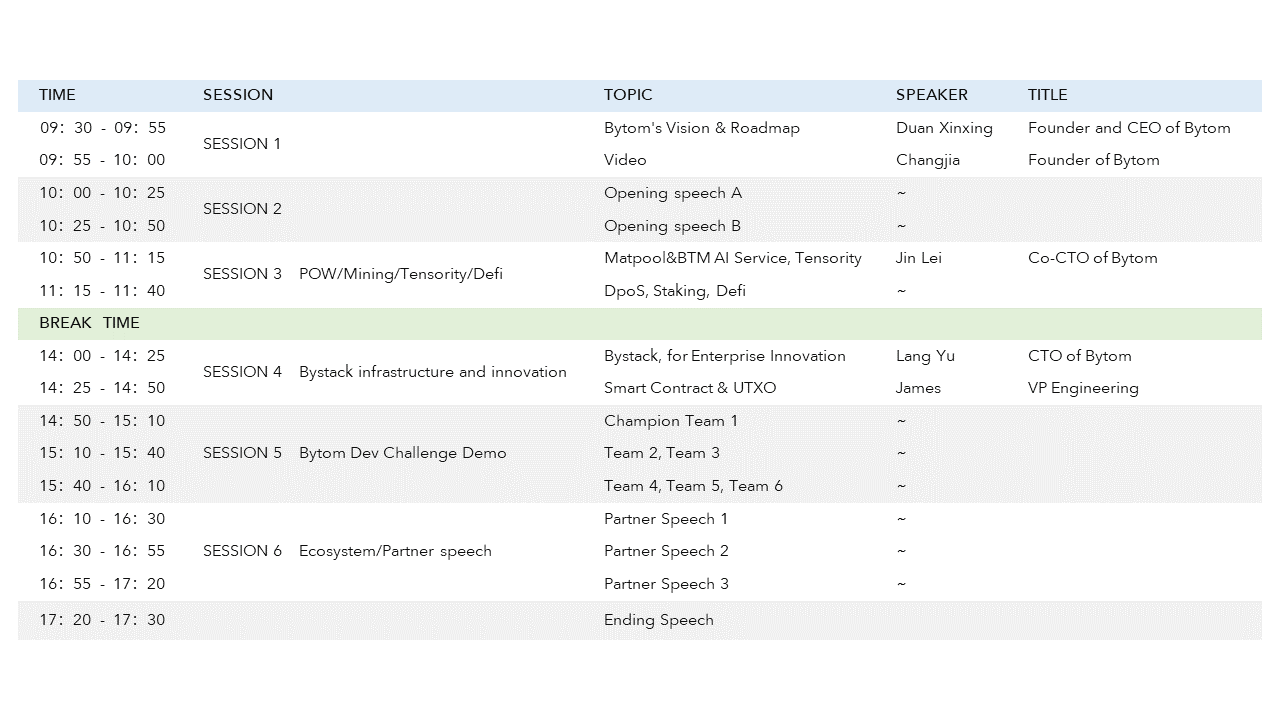 TIME SESSION TOPIC SPEAKER TITLE
09: 30 - 09: 55 Bytom's Vision & Roadmap Duan Xinxing Founder and CEO of Bytom
SESSION 1
09: 55 - 10: 00 Video Changjia Founder of Bytom
10: 00 - 10: 25 Opening speech A ~
SESSION 2
10: 25 - 10: 50 Opening speech B ~
10: 50 - 11: 15 Matpool&BTM AI Service, Tensority Jin Lei Co-CTO of Bytom
SESSION 3 POW/Mining/Tensority/Defi
11: 15 - 11: 40 DpoS, Staking, Defi ~
BREAK TIME
14: 00 - 14: 25 Bystack, for Enterprise Innovation Lang Yu CTO of Bytom
SESSION 4 Bystack infrastructure and innovation
14: 25 - 14: 50 Smart Contract & UTXO James VP Engineering
14: 50 - 15: 10 Champion Team 1 ~
15: 10 - 15: 40 SESSION 5 Bytom Dev Challenge Demo Team 2, Team 3 ~
15: 40 - 16: 10 Team 4, Team 5, Team 6 ~
16: 10 - 16: 30 Partner Speech 1 ~
16: 30 - 16: 55 SESSION 6 Ecosystem/Partner speech Partner Speech 2 ~
16: 55 - 17: 20 Partner Speech 3 ~
17: 20 - 17: 30 Ending Speech